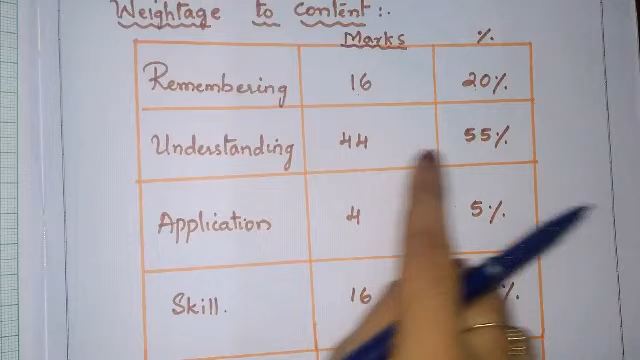 Weightage to content:-
Marks %
Remembering 16 20%
Understanding 44 55%
Application 4 5%
Skill. 16 %